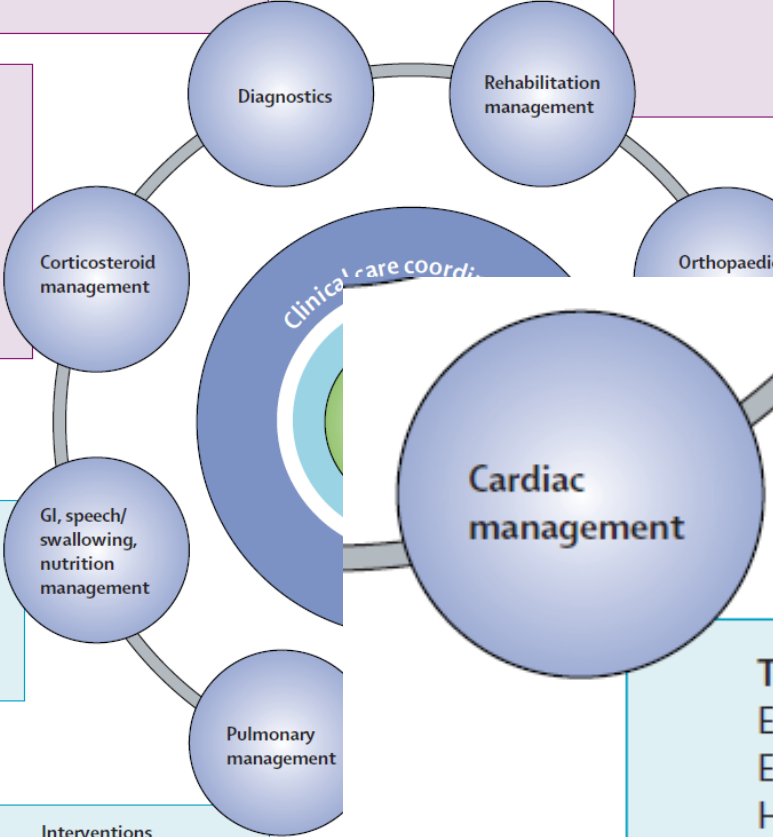 Diagnostics
Rehabilitation
management
Corticosteroid
management
Orthopaedic
Clinical care coordi
GI, speech/
swallowing,
nutrition
management
Cardiac
management
Pulmonary
management
Interventions
T
E
E
H